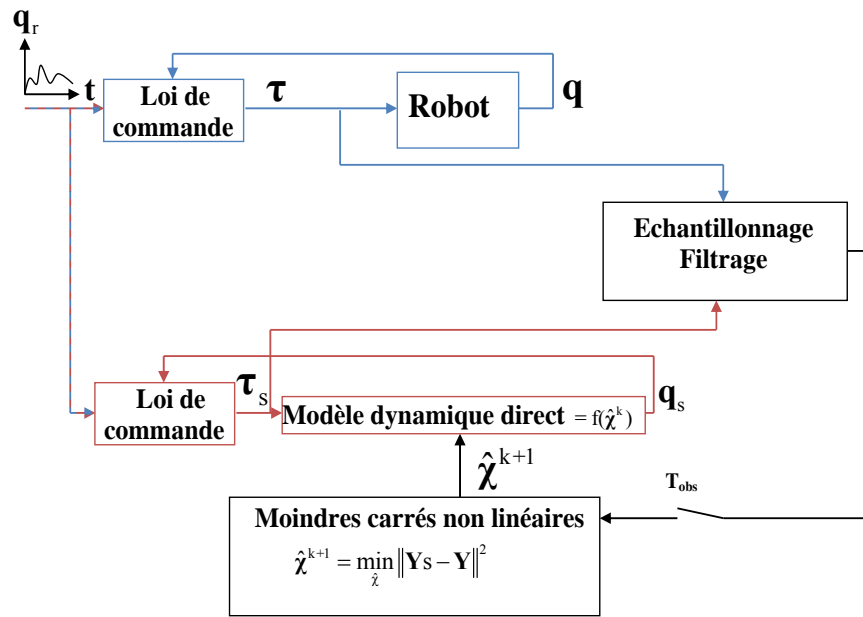 q_r
t
Loi de
commande
τ
Robot
q
Echantillonnage
Filtrage
Loi de
commande
τ_s
Modèle dynamique direct = f(χ̂^k)
q_s
χ̂^{k+1}
T_obs
Moindres carrés non linéaires
χ̂^{k+1} = min_χ̂ ‖Ys − Y‖^2